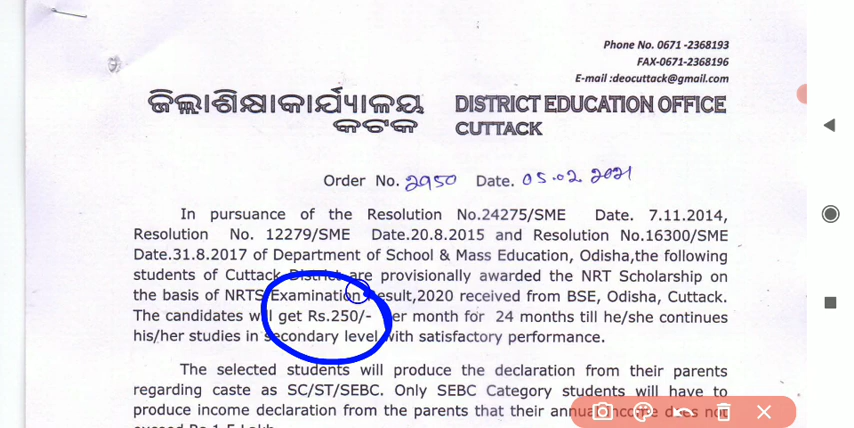 Phone No. 0671 -2368193
FAX-0671-2368196
E-mail :deocuttack@gmail.com
ଜିଲ୍ଲାଶିକ୍ଷାକାର୍ଯ୍ୟାଳୟ DISTRICT EDUCATION OFFICE
କଟକ CUTTACK
Order No. 2950 Date. 05.02.2021
In pursuance of the Resolution No.24275/SME Date. 7.11.2014,
Resolution No. 12279/SME Date.20.8.2015 and Resolution No.16300/SME
Date.31.8.2017 of Department of School & Mass Education, Odisha,the following
students of Cuttack District are provisionally awarded the NRT Scholarship on
the basis of NRTS Examination Result,2020 received from BSE, Odisha, Cuttack.
The candidates will get Rs.250/- per month for 24 months till he/she continues
his/her studies in secondary level with satisfactory performance.
The selected students will produce the declaration from their parents
regarding caste as SC/ST/SEBC. Only SEBC Category students will have to
produce income declaration from the parents that their annual income does not